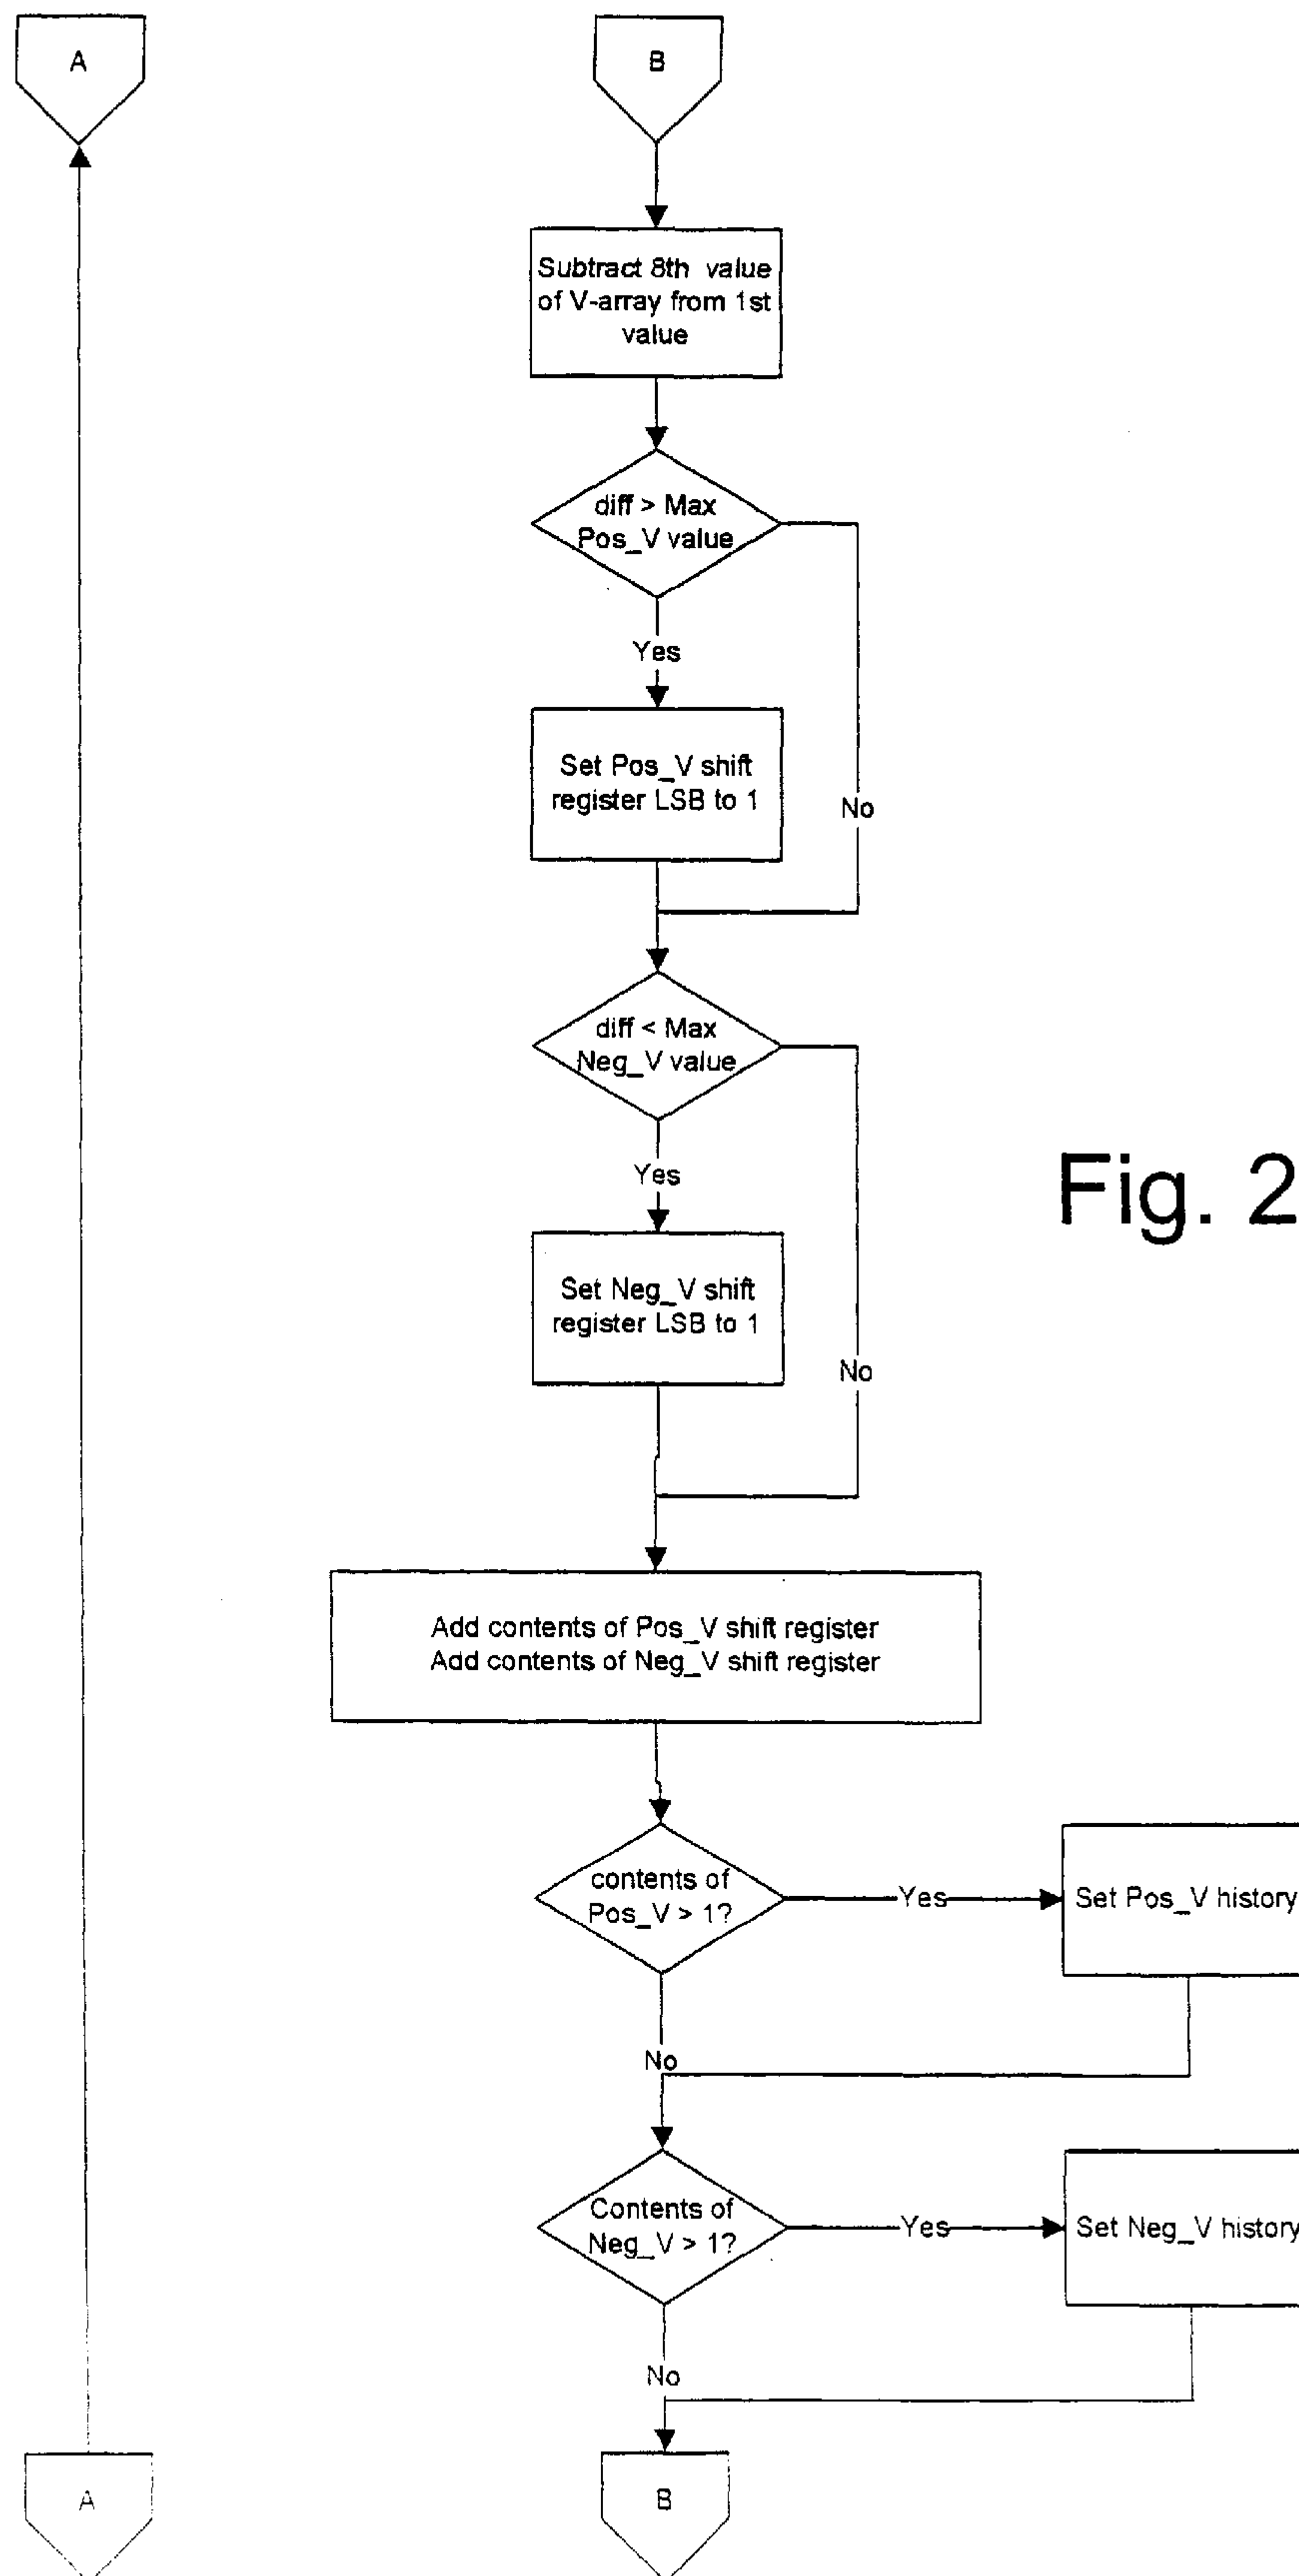 A
B
Subtract 8th value
of V-array from 1st
value
diff > Max
Pos_V value
Yes
Set Pos_V shift
register LSB to 1
No
diff < Max
Neg_V value
Fig. 2
Yes
Set Neg_V shift
register LSB to 1
No
Add contents of Pos_V shift register
Add contents of Neg_V shift register
contents of
Pos_V > 1?
Yes
Set Pos_V history
No
Contents of
Neg_V > 1?
Yes
Set Neg_V history
No
A
B